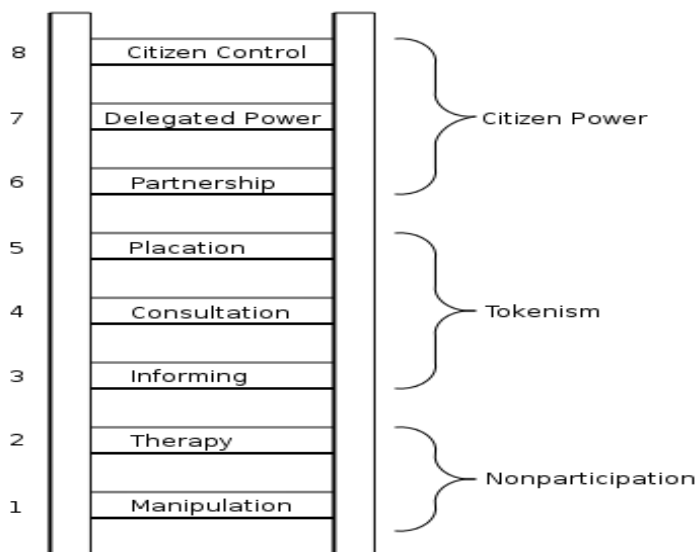 8 Citizen Control
7 Delegated Power
Citizen Power
6 Partnership
5 Placation
4 Consultation
Tokenism
3 Informing
2 Therapy
Nonparticipation
1 Manipulation